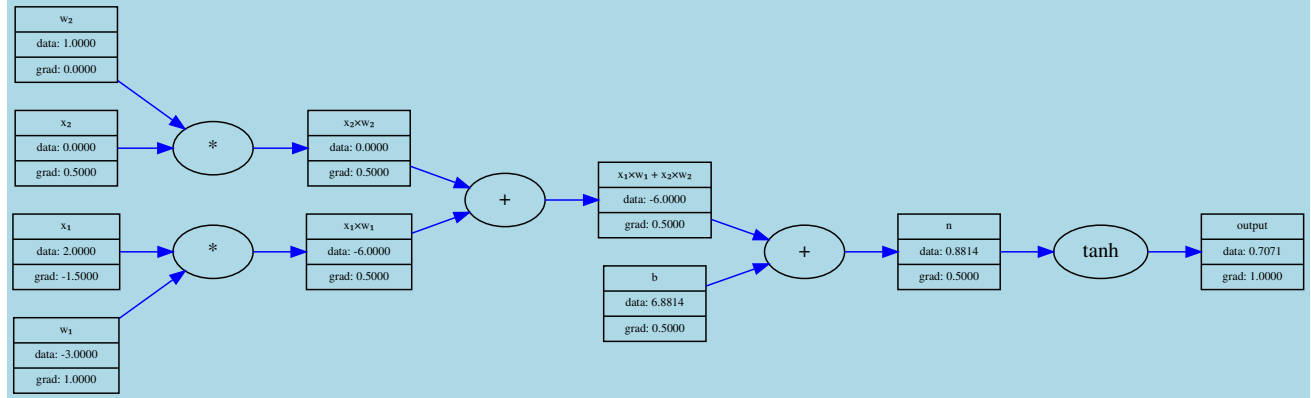 w₂
data: 1.0000
grad: 0.0000
x₂
data: 0.0000
grad: 0.5000
*
x₂×w₂
data: 0.0000
grad: 0.5000
x₁
data: 2.0000
grad: -1.5000
*
x₁×w₁
data: -6.0000
grad: 0.5000
w₁
data: -3.0000
grad: 1.0000
+
x₁×w₁ + x₂×w₂
data: -6.0000
grad: 0.5000
b
data: 6.8814
grad: 0.5000
+
n
data: 0.8814
grad: 0.5000
tanh
output
data: 0.7071
grad: 1.0000